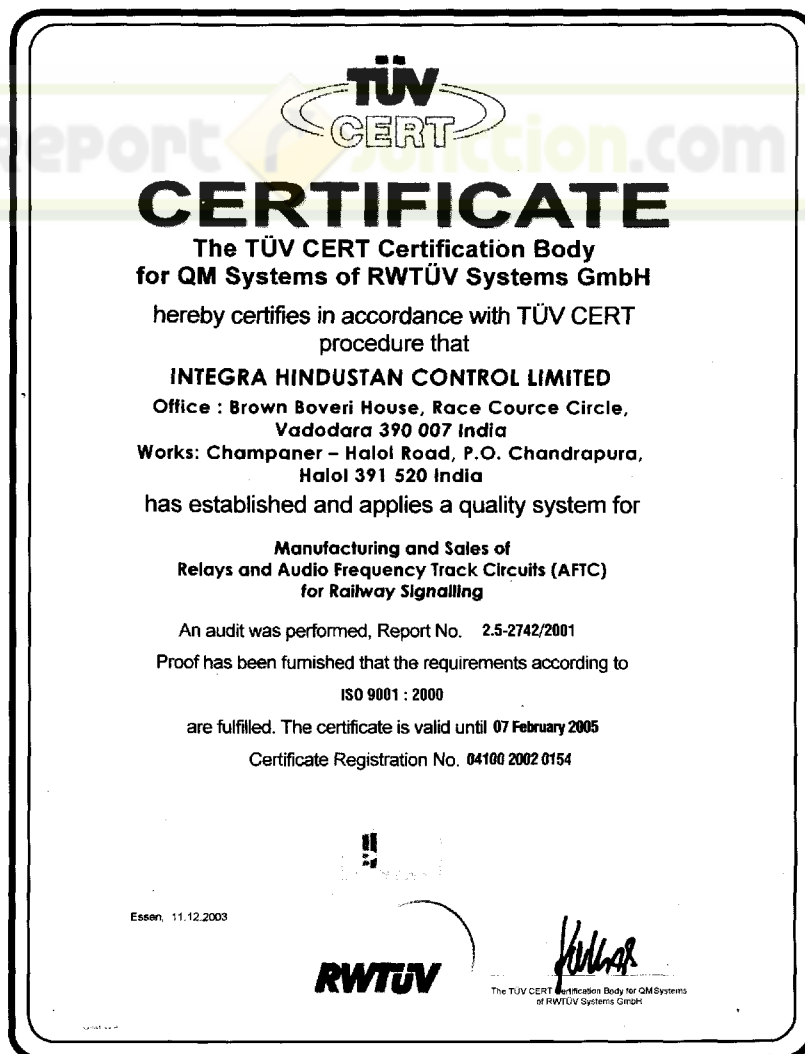 TÜV
CERT
report junction.com
CERTIFICATE
The TÜV CERT Certification Body
for QM Systems of RWTÜV Systems GmbH
hereby certifies in accordance with TÜV CERT
procedure that
INTEGRA HINDUSTAN CONTROL LIMITED
Office : Brown Boveri House, Race Cource Circle,
Vadodara 390 007 India
Works: Champaner – Halol Road, P.O. Chandrapura,
Halol 391 520 India
has established and applies a quality system for
Manufacturing and Sales of
Relays and Audio Frequency Track Circuits (AFTC)
for Railway Signalling
An audit was performed, Report No. 2.5-2742/2001
Proof has been furnished that the requirements according to
ISO 9001 : 2000
are fulfilled. The certificate is valid until 07 February 2005
Certificate Registration No. 04100 2002 0154
Essen, 11.12.2003
RWTÜV
The TÜV CERT Certification Body for QM Systems
of RWTÜV Systems GmbH